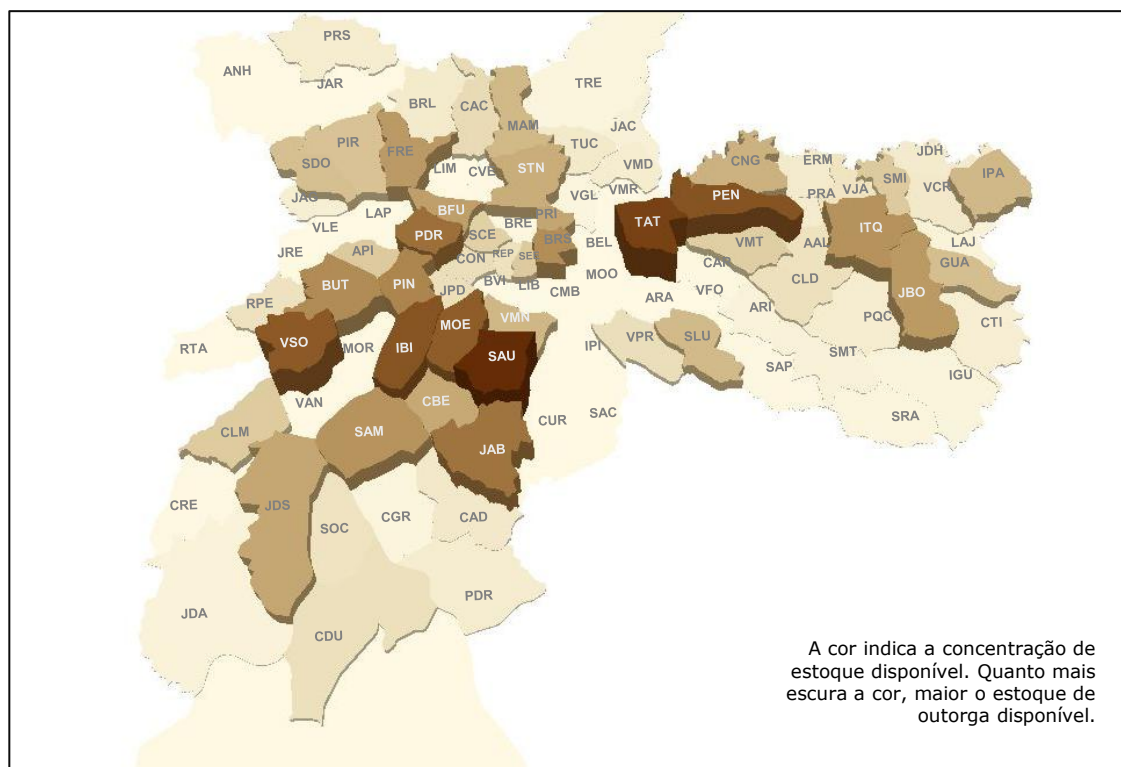 PRS
ANH
JAR
TRE
BRL
CAC
MAM
JAC
PIR
FRE
TUC
SDO
LIM
CVE
STN
VMD
CNG
ERM
JDH
SMI
IPA
VMR
VGL
PRA
VJA
VCR
JAG
LAP
BFU
PRI
PEN
VLE
BRE
TAT
ITQ
PDR
SCE
BRS
BEL
VMT
AAL
LAJ
JRE
API
CON
REP
SEE
MOO
CAR
GUA
BUT
PIN
JPD
BVI
LIB
CMB
CLD
JBO
RPE
ARA
VFO
ARI
MOE
VMN
PQC
CTI
RTA
VSO
MOR
IBI
SAU
IPI
VPR
SLU
SMT
SAP
IGU
VAN
CBE
CUR
SAC
SRA
CLM
SAM
JAB
CRE
JDS
SOC
CGR
CAD
JDA
PDR
CDU
A cor indica a concentração de
estoque disponível. Quanto mais
escura a cor, maior o estoque de
outorga disponível.